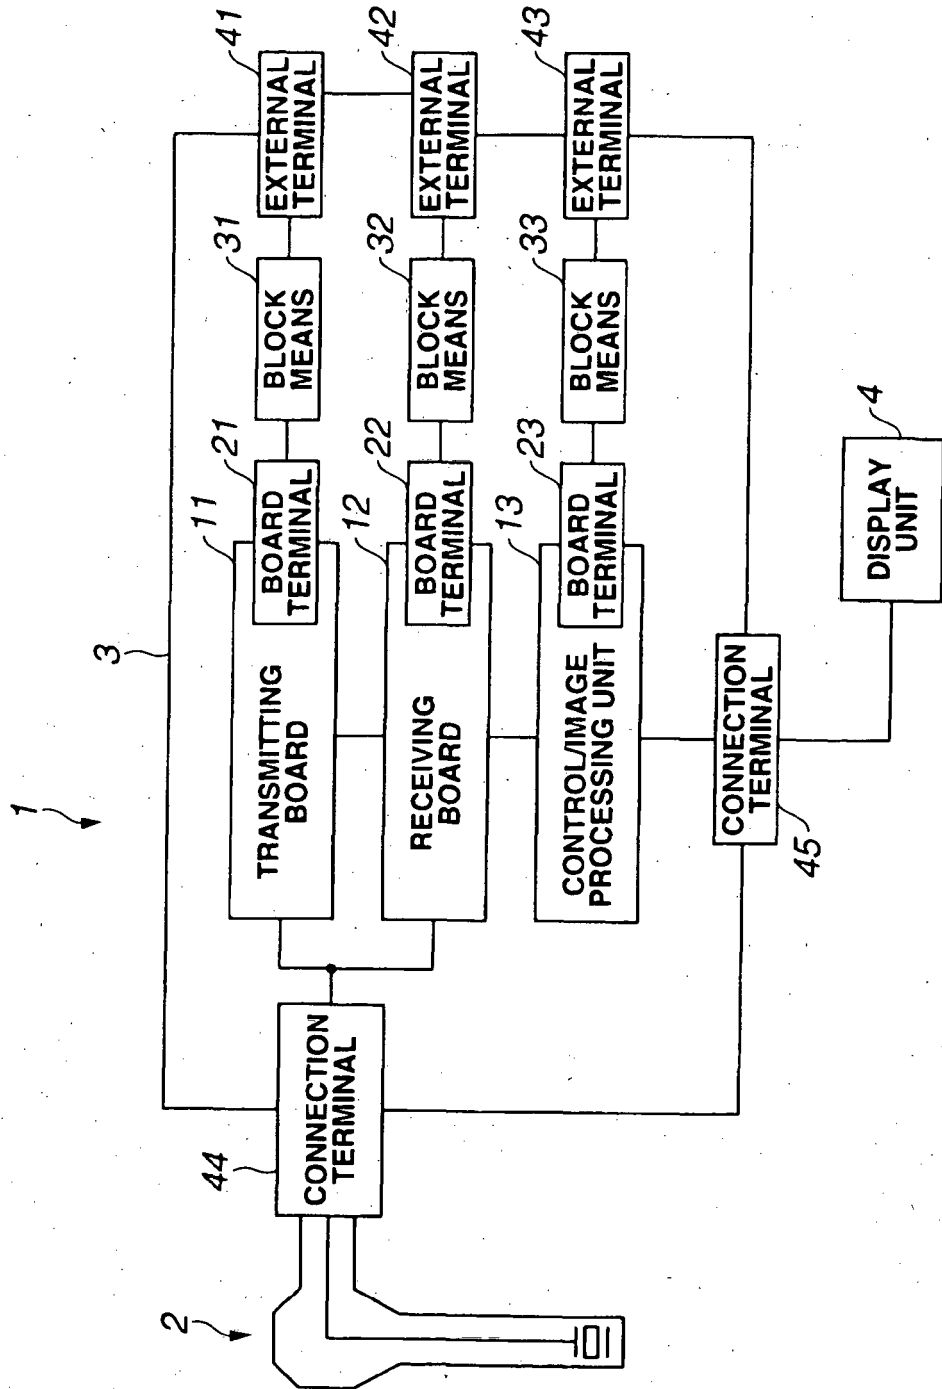 1
3
2
44
CONNECTION
TERMINAL
11
TRANSMITTING
BOARD
21
BOARD
TERMINAL
31
BLOCK
MEANS
41
EXTERNAL
TERMINAL
12
RECEIVING
BOARD
22
BOARD
TERMINAL
32
BLOCK
MEANS
42
EXTERNAL
TERMINAL
13
CONTROL/IMAGE
PROCESSING UNIT
23
BOARD
TERMINAL
33
BLOCK
MEANS
43
EXTERNAL
TERMINAL
CONNECTION
TERMINAL
45
4
DISPLAY
UNIT